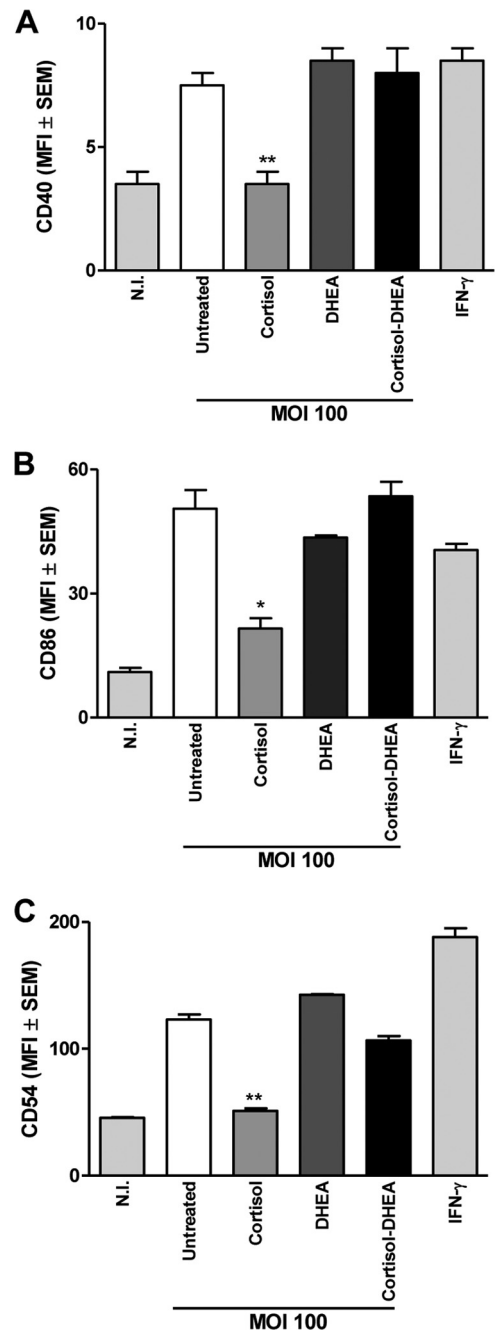 A
CD40 (MFI ± SEM)
10
5
0
**
N.I.
Untreated
Cortisol
DHEA
Cortisol-DHEA
IFN-γ
MOI 100
B
CD86 (MFI ± SEM)
60
30
0
*
N.I.
Untreated
Cortisol
DHEA
Cortisol-DHEA
IFN-γ
MOI 100
C
CD54 (MFI ± SEM)
200
100
0
**
N.I.
Untreated
Cortisol
DHEA
Cortisol-DHEA
IFN-γ
MOI 100